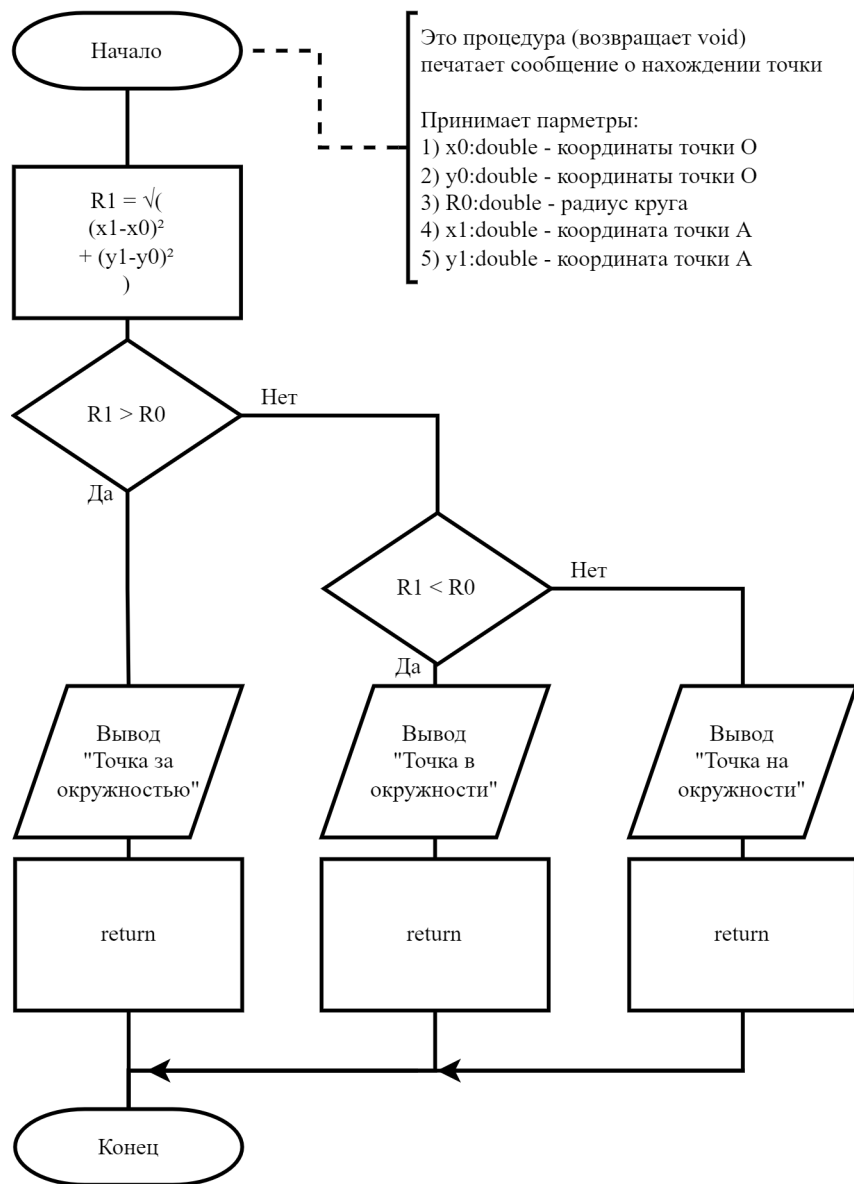 Начало
Это процедура (возвращает void)
печатает сообщение о нахождении точки
Принимает парметры:
1) x0:double - координаты точки О
2) y0:double - координаты точки О
3) R0:double - радиус круга
4) x1:double - координата точки А
5) y1:double - координата точки А
R1 = √(
(x1-x0)²
+ (y1-y0)²
)
R1 > R0
Нет
Да
R1 < R0
Нет
Да
Вывод
"Точка за
окружностью"
Вывод
"Точка в
окружности"
Вывод
"Точка на
окружности"
return
return
return
Конец